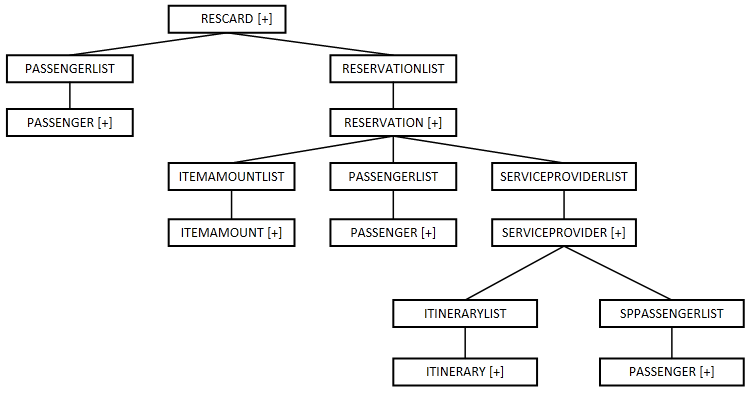 RESCARD [+]
PASSENGERLIST
RESERVATIONLIST
PASSENGER [+]
RESERVATION [+]
ITEMAMOUNTLIST
PASSENGERLIST
SERVICEPROVIDERLIST
ITEMAMOUNT [+]
PASSENGER [+]
SERVICEPROVIDER [+]
ITINERARYLIST
SPPASSENGERLIST
ITINERARY [+]
PASSENGER [+]